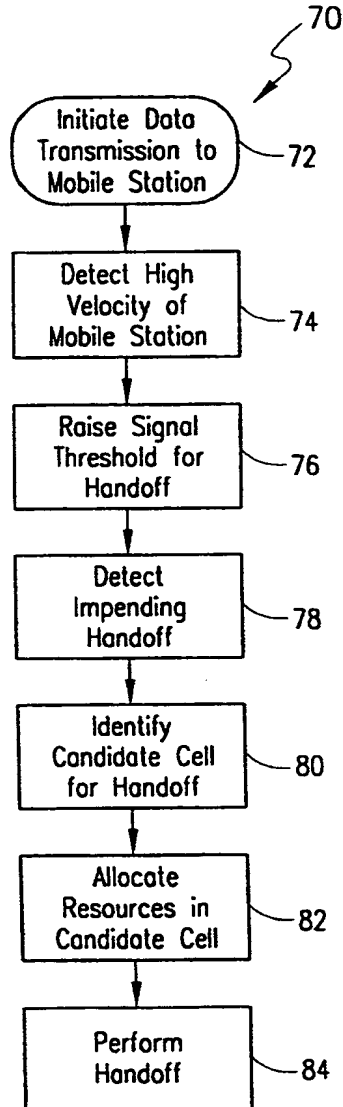 70
Initiate Data
Transmission to
Mobile Station
72
Detect High
Velocity of
Mobile Station
74
Raise Signal
Threshold for
Handoff
76
Detect
Impending
Handoff
78
Identify
Candidate Cell
for Handoff
80
Allocate
Resources in
Candidate Cell
82
Perform
Handoff
84